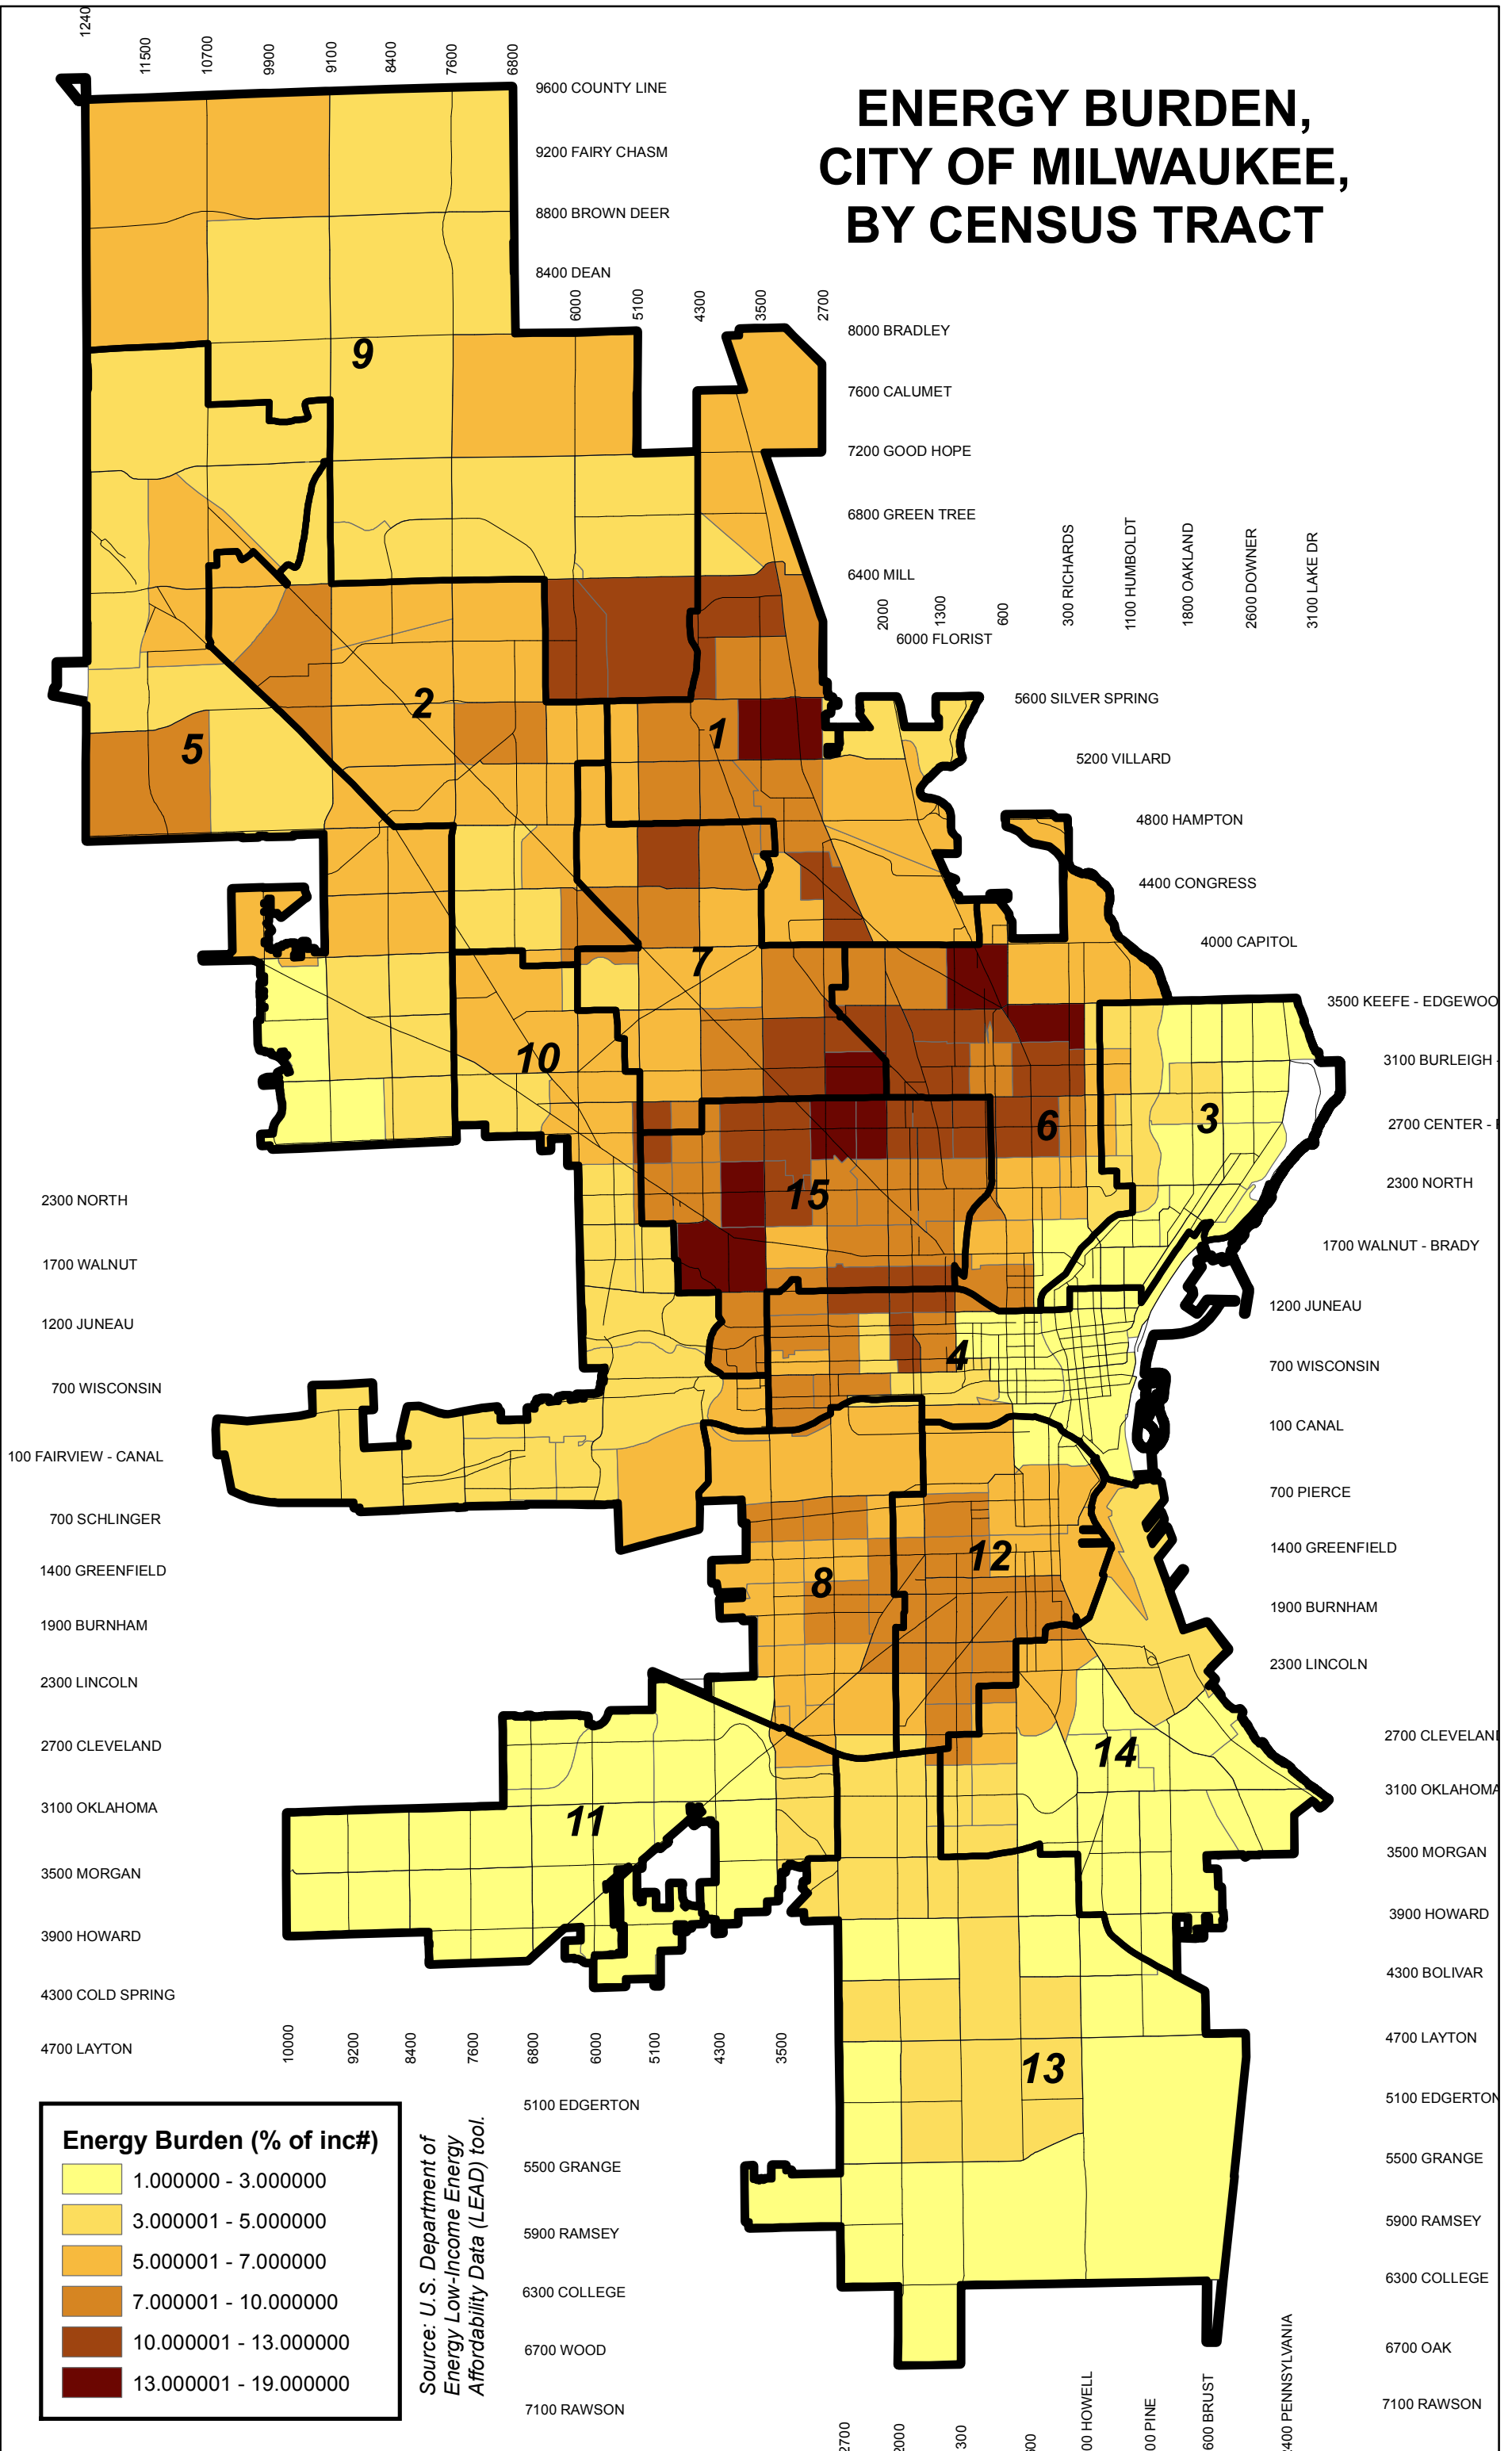 1240
11500
10700
9900
9100
8400
7600
6800
9600 COUNTY LINE
9200 FAIRY CHASM
8800 BROWN DEER
8400 DEAN
ENERGY BURDEN,
CITY OF MILWAUKEE,
BY CENSUS TRACT
6000
5100
4300
3500
2700
8000 BRADLEY
7600 CALUMET
7200 GOOD HOPE
6800 GREEN TREE
6400 MILL
6000 FLORIST
2000
1300
600
300 RICHARDS
1100 HUMBOLDT
1800 OAKLAND
2600 DOWNER
3100 LAKE DR
5600 SILVER SPRING
5200 VILLARD
4800 HAMPTON
4400 CONGRESS
4000 CAPITOL
3500 KEEFE - EDGEWOO
3100 BURLEIGH -
2700 CENTER -
2300 NORTH
1700 WALNUT - BRADY
1200 JUNEAU
700 WISCONSIN
100 CANAL
700 PIERCE
1400 GREENFIELD
1900 BURNHAM
2300 LINCOLN
2700 CLEVELAND
3100 OKLAHOMA
3500 MORGAN
3900 HOWARD
4300 BOLIVAR
4700 LAYTON
5100 EDGERTON
5500 GRANGE
5900 RAMSEY
6300 COLLEGE
6700 OAK
7100 RAWSON
9
2
5
1
7
10
6
3
15
4
12
8
14
11
13
2300 NORTH
1700 WALNUT
1200 JUNEAU
700 WISCONSIN
100 FAIRVIEW - CANAL
700 SCHLINGER
1400 GREENFIELD
1900 BURNHAM
2300 LINCOLN
2700 CLEVELAND
3100 OKLAHOMA
3500 MORGAN
3900 HOWARD
4300 COLD SPRING
4700 LAYTON
10000
9200
8400
7600
6800
6000
5100
4300
3500
5100 EDGERTON
5500 GRANGE
5900 RAMSEY
6300 COLLEGE
6700 WOOD
7100 RAWSON
Energy Burden (% of inc#)
1.000000 - 3.000000
3.000001 - 5.000000
5.000001 - 7.000000
7.000001 - 10.000000
10.000001 - 13.000000
13.000001 - 19.000000
Source: U.S. Department of
Energy Low-Income Energy
Affordability Data (LEAD) tool.
2700
2000
300
600
00 HOWELL
00 PINE
600 BRUST
2400 PENNSYLVANIA